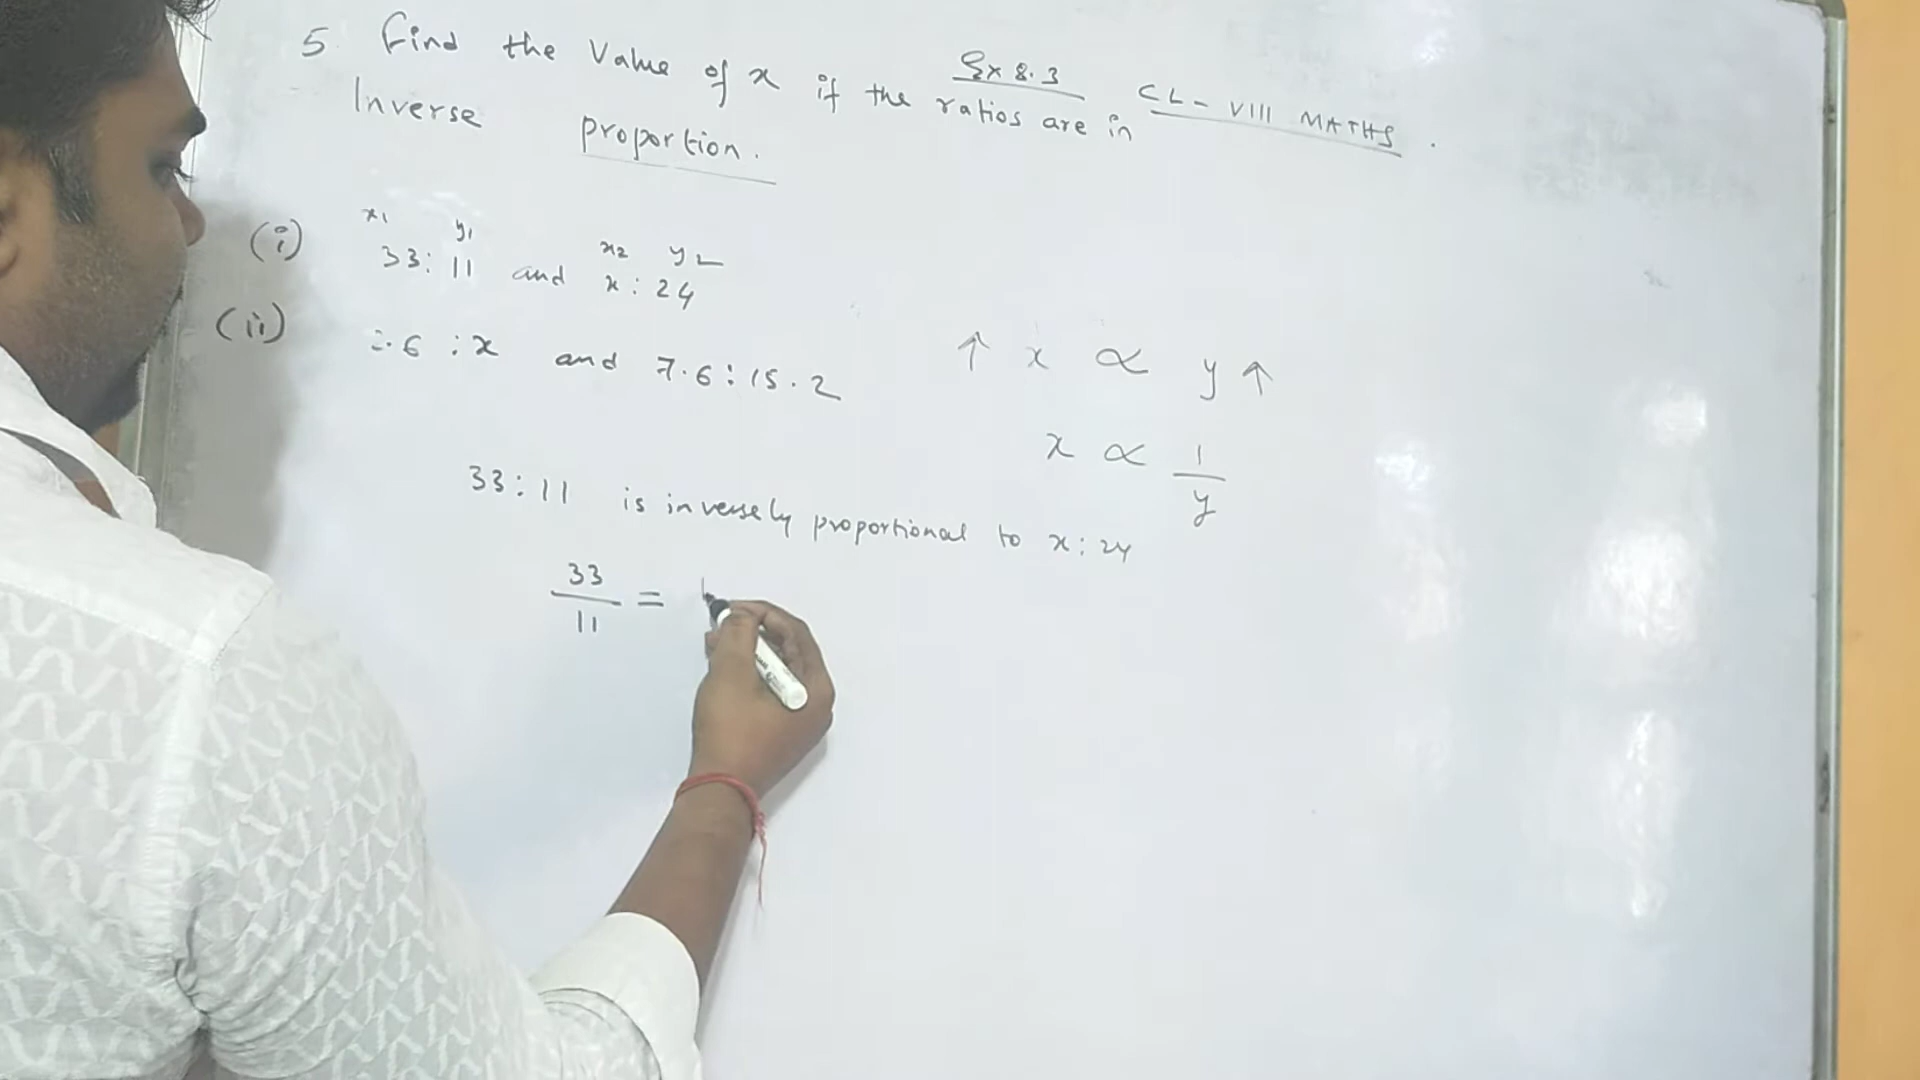 Ex 8.3 CL- VIII MATHS.
5. Find the Value of x if the ratios are in
Inverse proportion.
x1 y1 x2 y2
(i) 33:11 and x:24
(ii) .6 : x and 7.6:15.2
↑ x ∝ y ↑
x ∝ 1/y
33:11 is inversely proportional to x:24
33/11 =